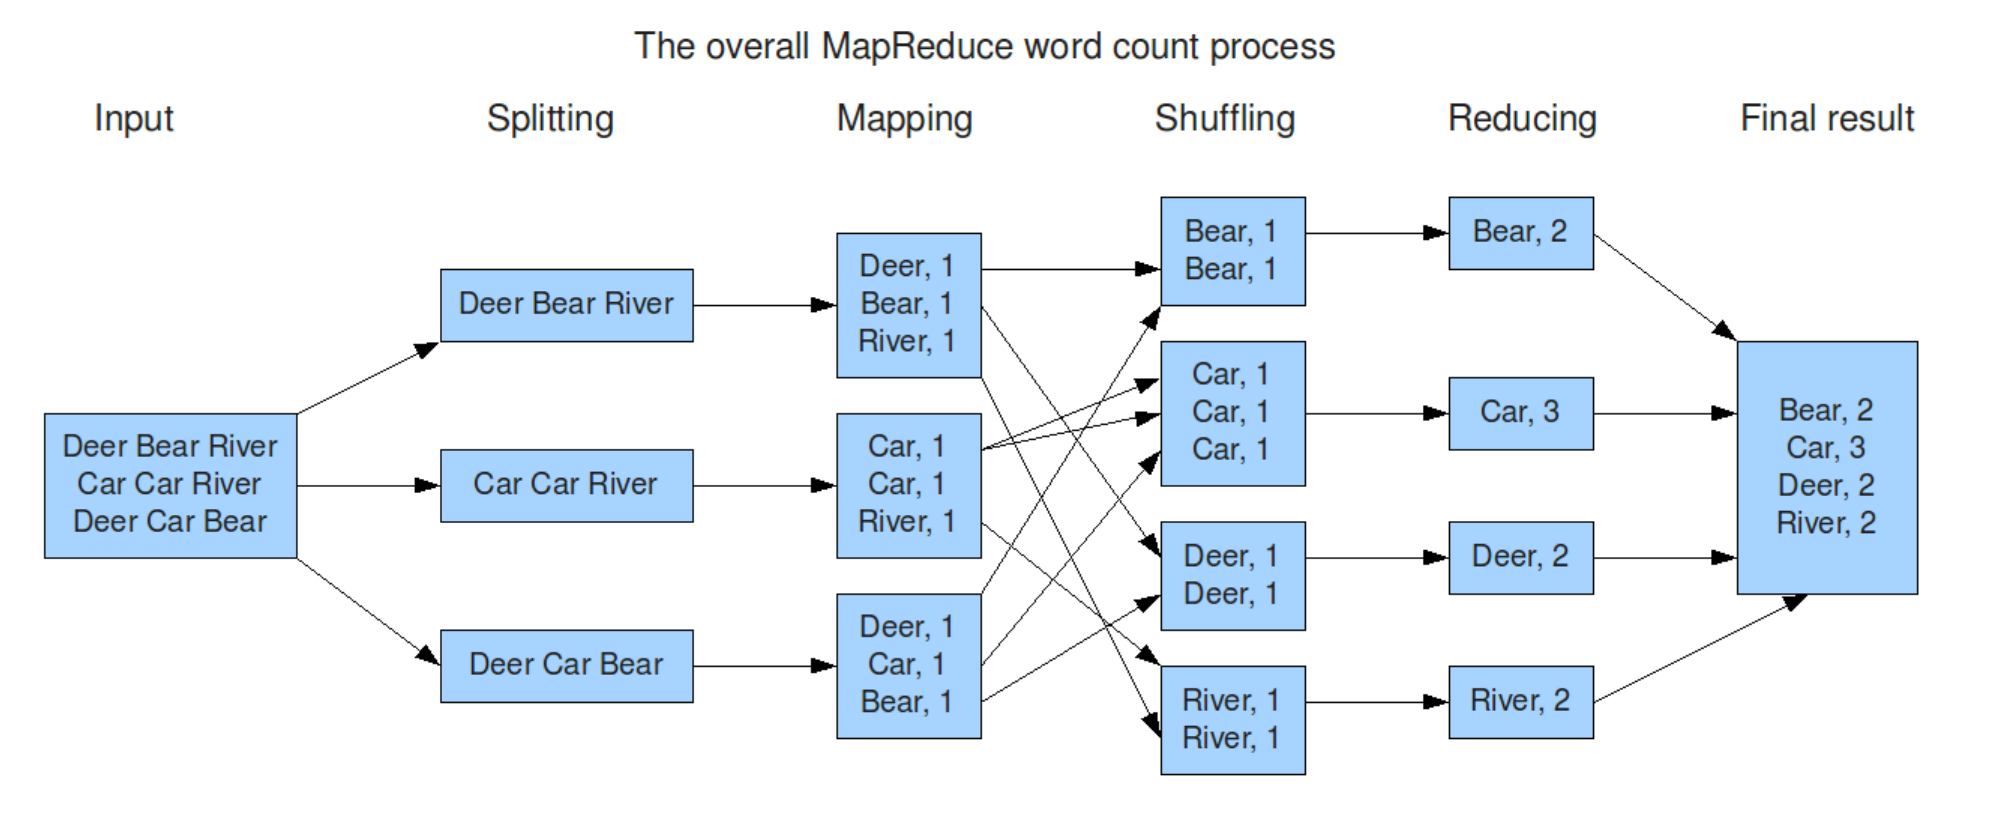 The overall MapReduce word count process
Input
Splitting
Mapping
Shuffling
Reducing
Final result
Deer Bear River
Car Car River
Deer Car Bear
Deer Bear River
Car Car River
Deer Car Bear
Deer, 1
Bear, 1
River, 1
Car, 1
Car, 1
River, 1
Deer, 1
Car, 1
Bear, 1
Bear, 1
Bear, 1
Car, 1
Car, 1
Car, 1
Deer, 1
Deer, 1
River, 1
River, 1
Bear, 2
Car, 3
Deer, 2
River, 2
Bear, 2
Car, 3
Deer, 2
River, 2